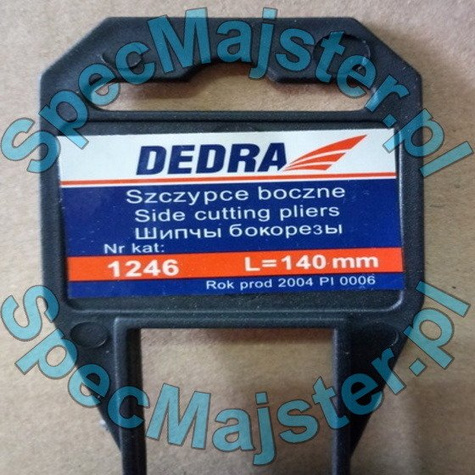 SpecMajster.pl
DEDRA
Szczypce boczne
Side cutting pliers
Шипчы бокорезы
Nr kat:
1246 L=140 mm
Rok prod 2004 PI 0006
SpecMajster.pl